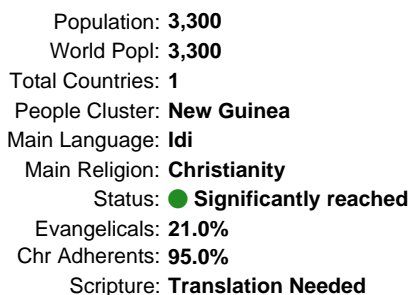 Population: 3,300
World Popl: 3,300
Total Countries: 1
People Cluster: New Guinea
Main Language: Idi
Main Religion: Christianity
Status: Significantly reached
Evangelicals: 21.0%
Chr Adherents: 95.0%
Scripture: Translation Needed